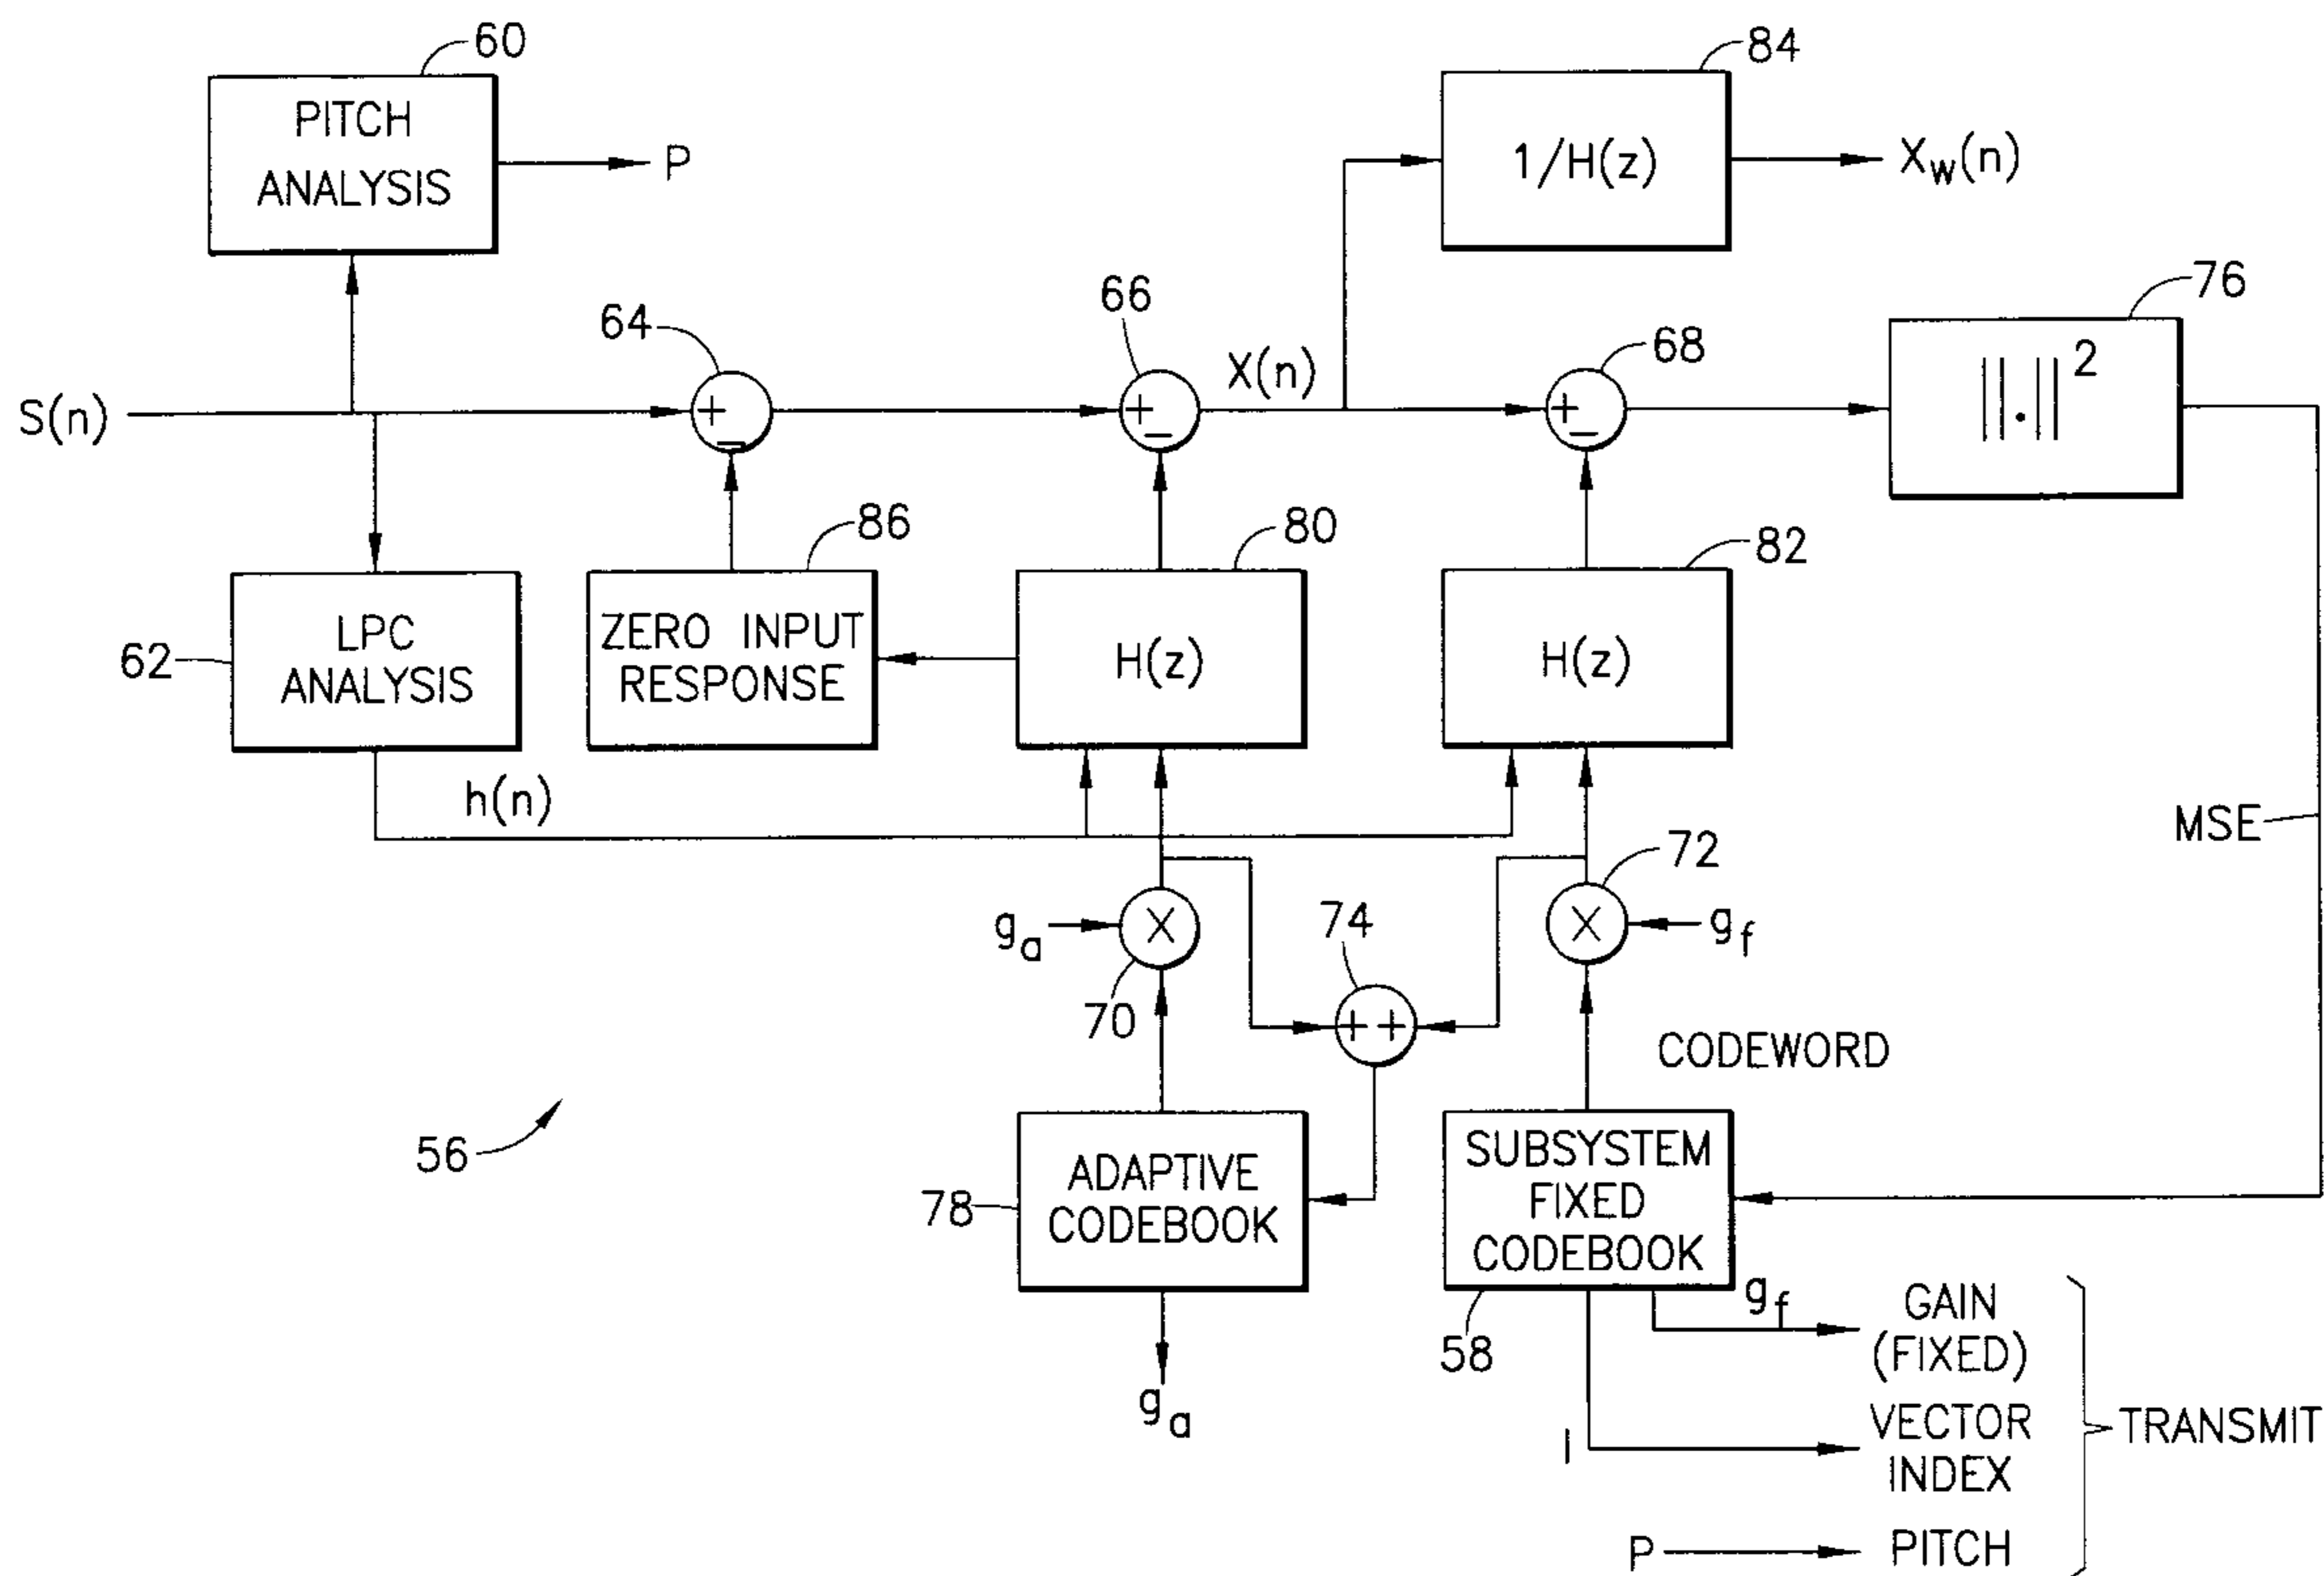 60
PITCH
ANALYSIS
P
84
1/H(z)
Xw(n)
76
||.||2
64
66
68
S(n)
+
−
+
−
X(n)
+
−
62
LPC
ANALYSIS
86
ZERO INPUT
RESPONSE
80
H(z)
82
H(z)
h(n)
MSE
ga
X
70
74
+ +
72
X
gf
CODEWORD
56
78
ADAPTIVE
CODEBOOK
ga
SUBSYSTEM
FIXED
CODEBOOK
58
gf
GAIN
(FIXED)
I
VECTOR
INDEX
P
PITCH
TRANSMIT